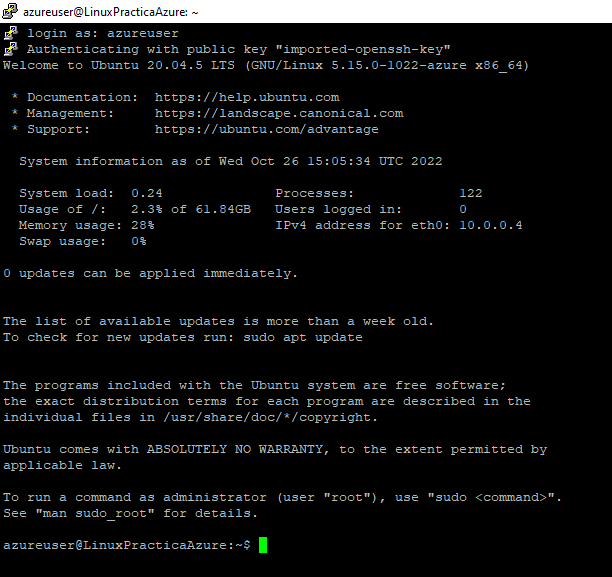 azureuser@LinuxPracticaAzure: ~
login as: azureuser
Authenticating with public key "imported-openssh-key"
Welcome to Ubuntu 20.04.5 LTS (GNU/Linux 5.15.0-1022-azure x86_64)
* Documentation:  https://help.ubuntu.com
* Management:     https://landscape.canonical.com
* Support:        https://ubuntu.com/advantage
System information as of Wed Oct 26 15:05:34 UTC 2022
System load:  0.24              Processes:             122
Usage of /:   2.3% of 61.84GB   Users logged in:       0
Memory usage: 28%               IPv4 address for eth0: 10.0.0.4
Swap usage:   0%
0 updates can be applied immediately.
The list of available updates is more than a week old.
To check for new updates run: sudo apt update
The programs included with the Ubuntu system are free software;
the exact distribution terms for each program are described in the
individual files in /usr/share/doc/*/copyright.
Ubuntu comes with ABSOLUTELY NO WARRANTY, to the extent permitted by
applicable law.
To run a command as administrator (user "root"), use "sudo <command>".
See "man sudo_root" for details.
azureuser@LinuxPracticaAzure:~$